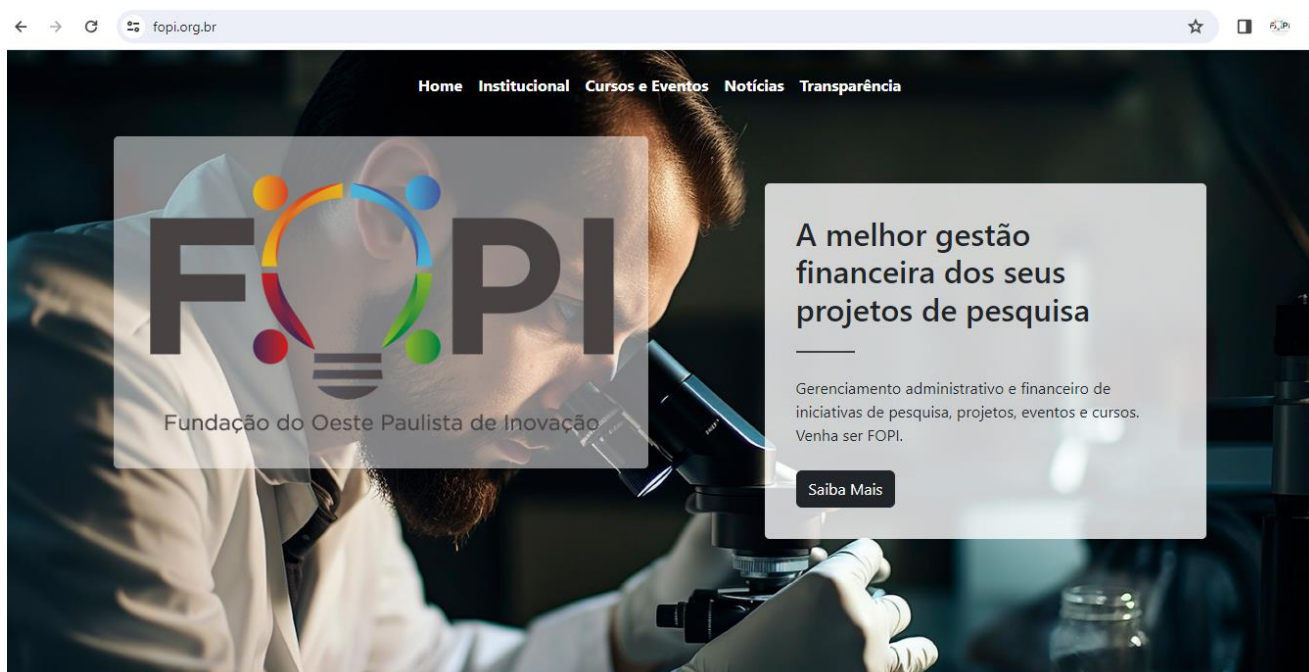 fopi.org.br
Home Institucional Cursos e Eventos Notícias Transparência
FOPI
Fundação do Oeste Paulista de Inovação
A melhor gestão
financeira dos seus
projetos de pesquisa
Gerenciamento administrativo e financeiro de
iniciativas de pesquisa, projetos, eventos e cursos.
Venha ser FOPI.
Saiba Mais